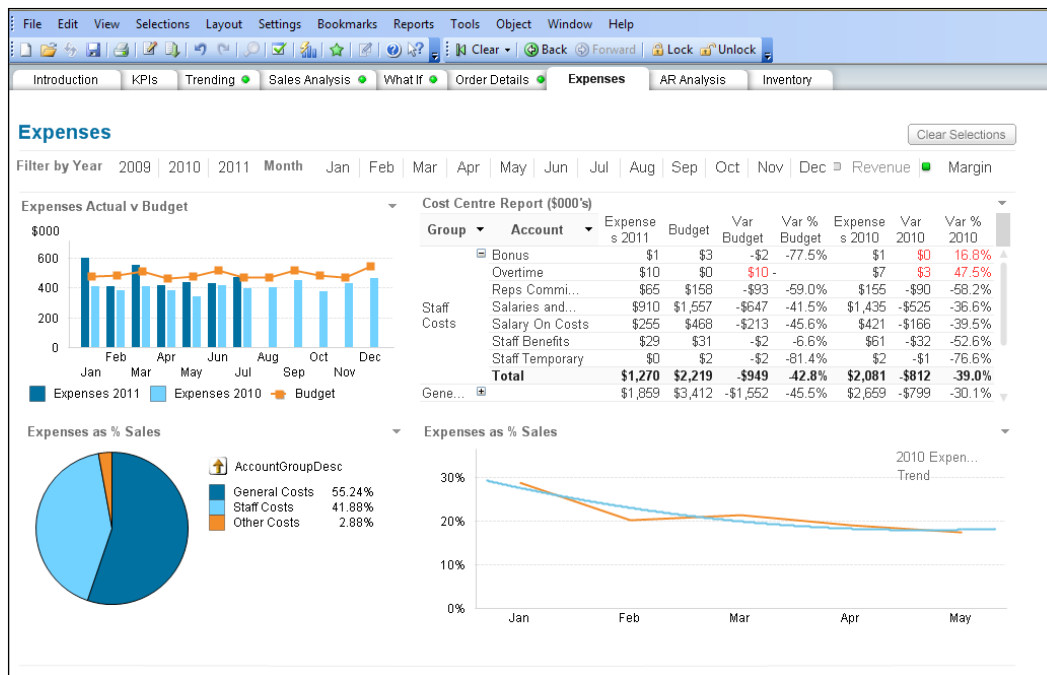 File Edit View Selections Layout Settings Bookmarks Reports Tools Object Window Help
Clear Back Forward Lock Unlock
Introduction KPIs Trending Sales Analysis What If Order Details Expenses AR Analysis Inventory
Expenses
Clear Selections
Filter by Year 2009 2010 2011 Month Jan Feb Mar Apr May Jun Jul Aug Sep Oct Nov Dec Revenue Margin
Expenses Actual v Budget
$000
600
400
200
0
Feb Apr Jun Aug Oct Dec
Jan Mar May Jul Sep Nov
Expenses 2011 Expenses 2010 Budget
Cost Centre Report ($000's)
Group Account Expense Budget Var Var % Expense Var Var %
s 2011 Budget Budget s 2010 2010 2010
Bonus $1 $3 -$2 -77.5% $1 $0 16.8%
Overtime $10 $0 $10 - $7 $3 47.5%
Reps Commi... $65 $158 -$93 -59.0% $155 -$90 -58.2%
Staff Salaries and... $910 $1,557 -$647 -41.5% $1,435 -$525 -36.6%
Costs Salary On Costs $255 $468 -$213 -45.6% $421 -$166 -39.5%
Staff Benefits $29 $31 -$2 -6.6% $61 -$32 -52.6%
Staff Temporary $0 $2 -$2 -81.4% $2 -$1 -76.6%
Total $1,270 $2,219 -$949 -42.8% $2,081 -$812 -39.0%
Gene... $1,859 $3,412 -$1,552 -45.5% $2,659 -$799 -30.1%
Expenses as % Sales
AccountGroupDesc
General Costs 55.24%
Staff Costs 41.88%
Other Costs 2.88%
Expenses as % Sales
2010 Expen...
Trend
30%
20%
10%
0%
Jan Feb Mar Apr May